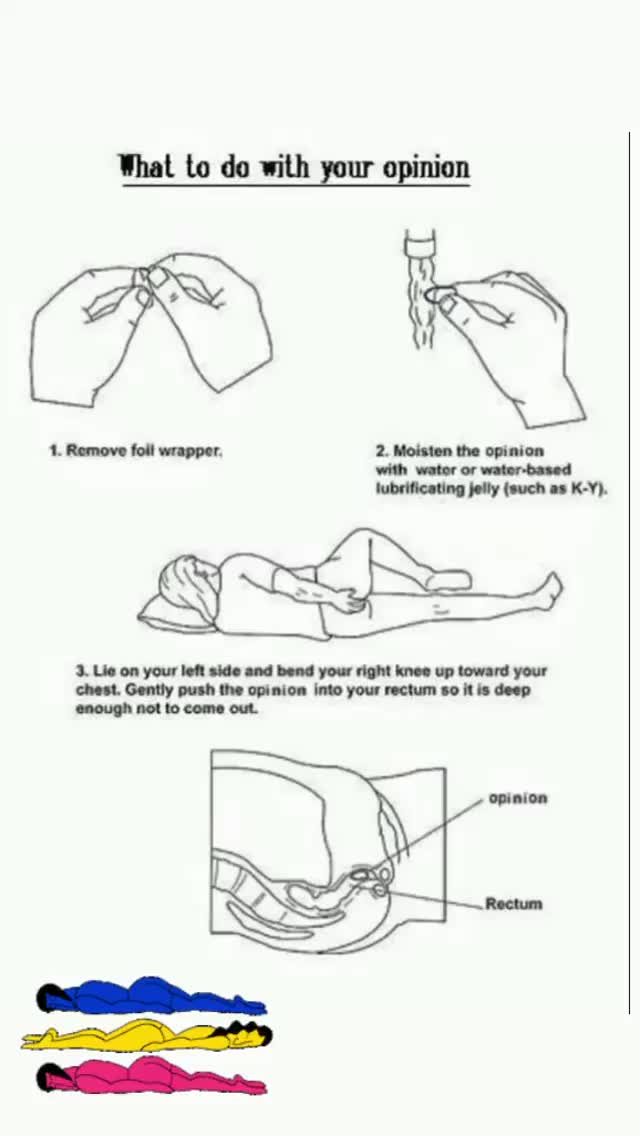 What to do with your opinion
1. Remove foil wrapper.
2. Moisten the opinion
with water or water-based
lubrificating jelly (such as K-Y).
3. Lie on your left side and bend your right knee up toward your
chest. Gently push the opinion into your rectum so it is deep
enough not to come out.
opinion
Rectum